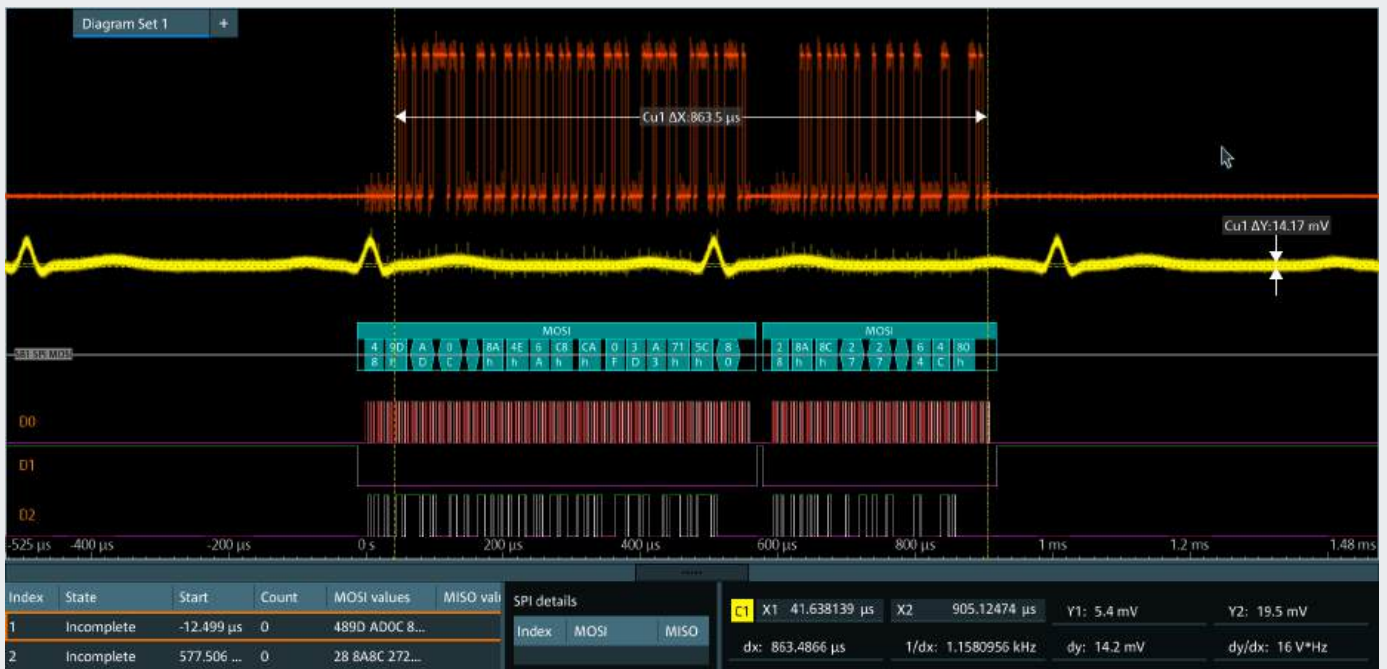 Diagram Set 1 +
Cu1 ΔX:863.5 µs
Cu1 ΔY:14.17 mV
MOSI MOSI
SB1 SPI MOSI
4 9D A 0 8A 4E 6 C8 CA 0 3 A 71 5C 8 2 8A 8C 2 2 6 4 80
8 h D C h h A h h F D 3 h h 0 8 h h 7 7 4 C h
D0
D1
D2
-525 µs -400 µs -200 µs 0 s 200 µs 400 µs 600 µs 800 µs 1 ms 1.2 ms 1.48 ms
Index State Start Count MOSI values MISO valu
1 Incomplete -12.499 µs 0 489D AD0C 8...
2 Incomplete 577.506 ... 0 28 8A8C 272...
SPI details
Index MOSI MISO
C1 X1 41.638139 µs X2 905.12474 µs Y1: 5.4 mV Y2: 19.5 mV
dx: 863.4866 µs 1/dx: 1.1580956 kHz dy: 14.2 mV dy/dx: 16 V*Hz